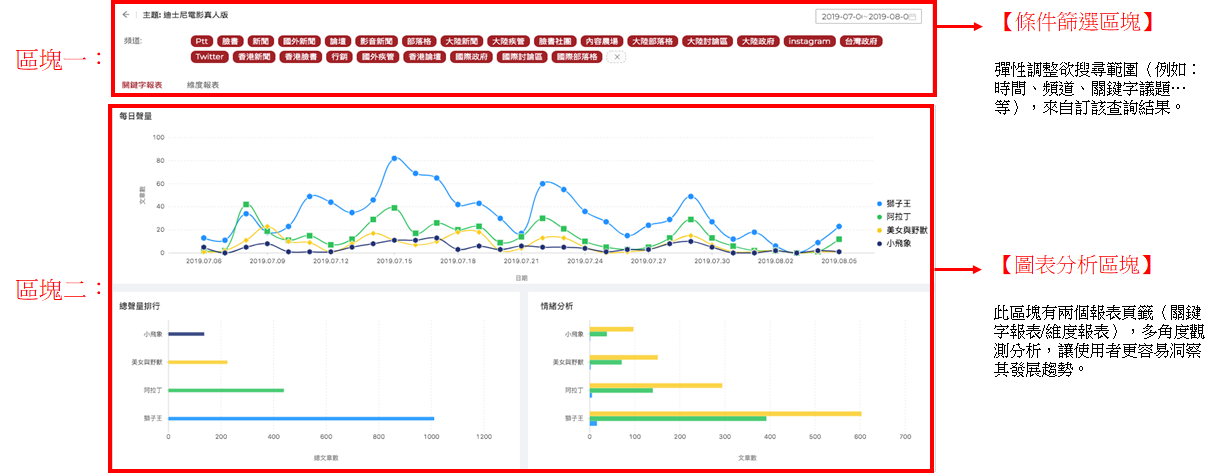 主題: 迪士尼電影真人版
2019-07-0~2019-08-0
【條件篩選區塊】
頻道:
Ptt 臉書 新聞 國外新聞 論壇 影音新聞 部落格 大陸新聞 大陸疾管 臉書社團 內容農場 大陸部落格 大陸討論區 大陸政府 instagram 台灣政府
區塊一：
Twitter 香港新聞 香港臉書 行銷 國外疾管 香港論壇 國際政府 國際討論區 國際部落格
彈性調整欲搜尋範圍（例如：
時間、頻道、關鍵字議題…
等），來自訂該查詢結果。
關鍵字報表 維度報表
每日聲量
100
80
60
40
20
0
文章數
2019.07.06 2019.07.09 2019.07.12 2019.07.15 2019.07.18 2019.07.21 2019.07.24 2019.07.27 2019.07.30 2019.08.02 2019.08.05
日期
獅子王
阿拉丁
美女與野獸
小飛象
區塊二：
【圖表分析區塊】
此區塊有兩個報表頁籤（關鍵
字報表/維度報表），多角度觀
測分析，讓使用者更容易洞察
其發展趨勢。
總聲量排行
小飛象
美女與野獸
阿拉丁
獅子王
0 200 400 600 800 1000 1200
總文章數
情緒分析
小飛象
美女與野獸
阿拉丁
獅子王
0 100 200 300 400 500 600 700
文章數